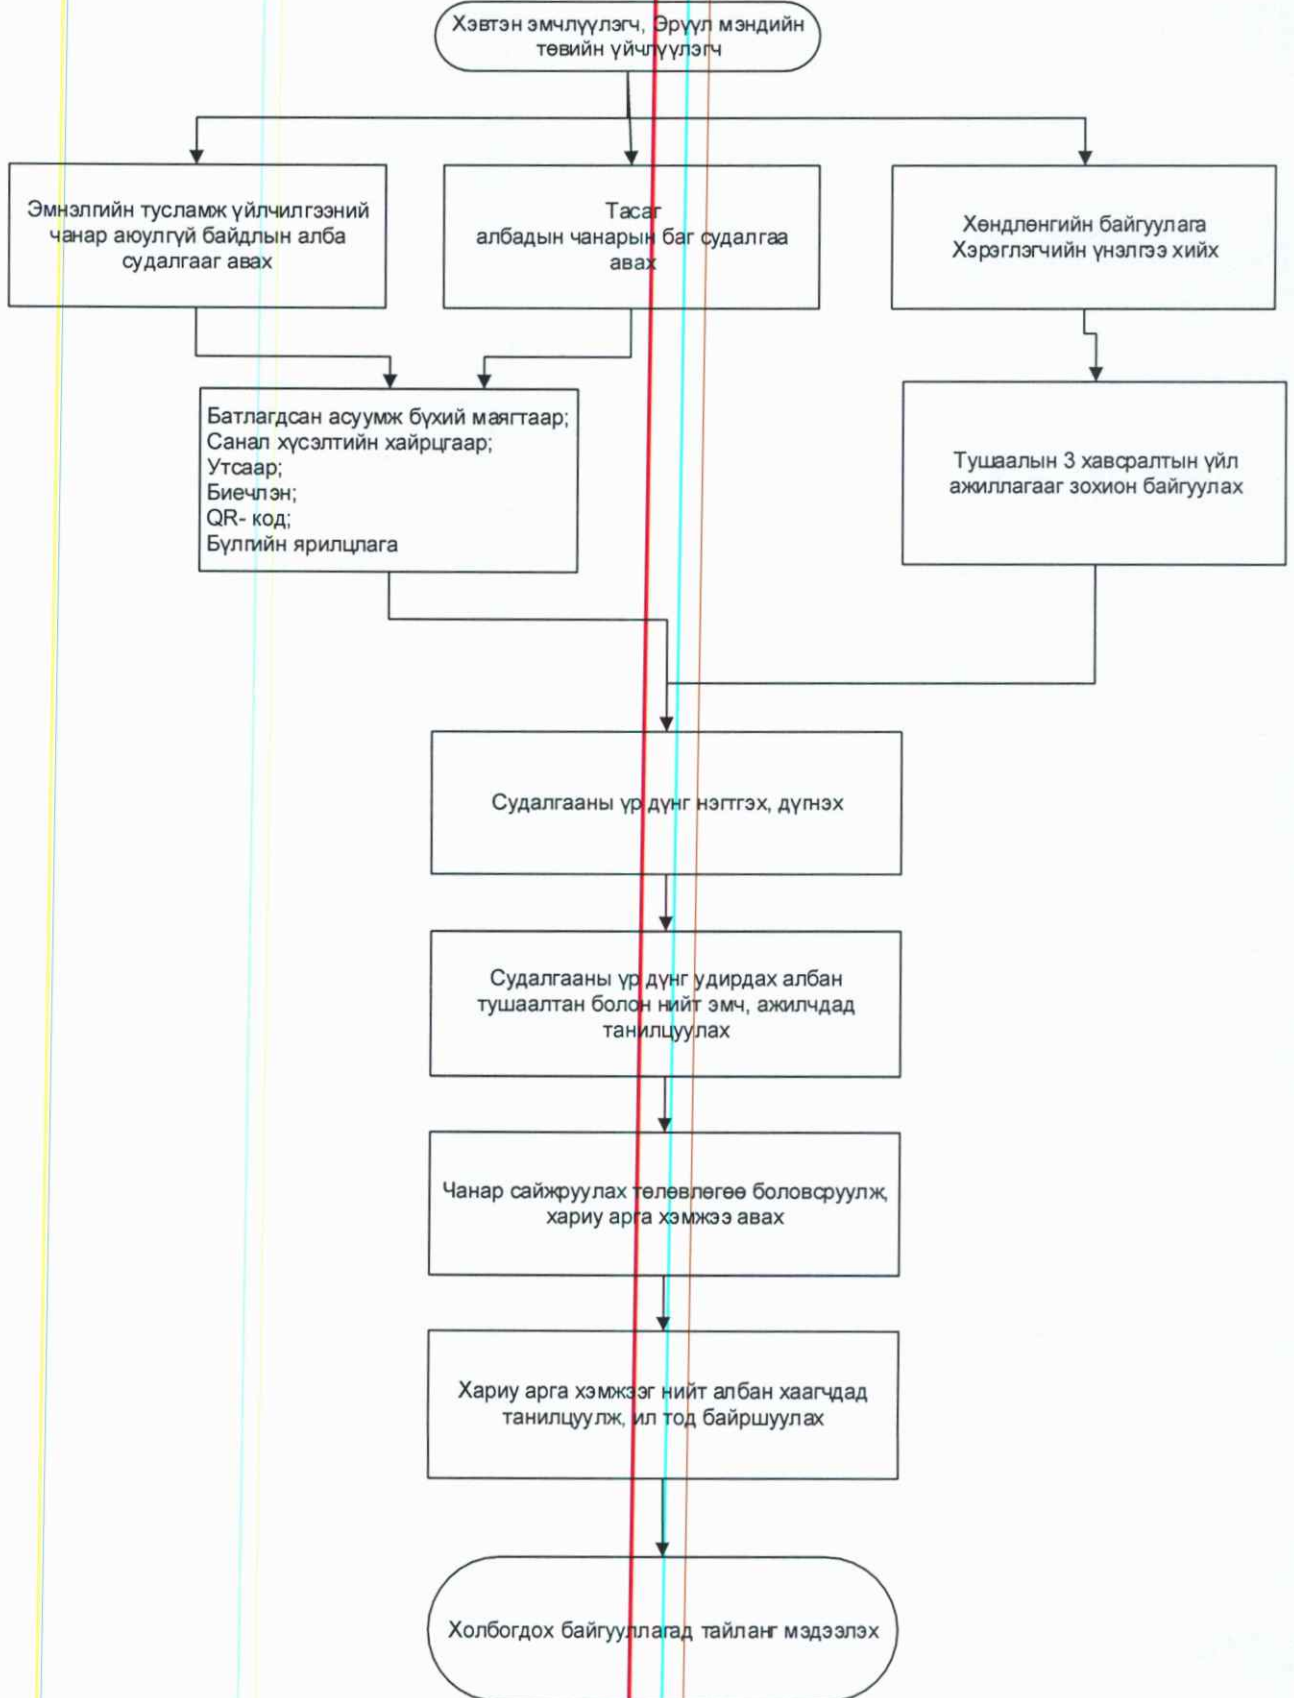 Хэвтэн эмчлүүлэгч, Эрүүл мэндийн
төвийн үйчлүүлэгч
Эмнэлгийн тусламж үйлчилгээний
чанар аюулгүй байдлын алба
судалгааг авах
Тасаг
албадын чанарын баг судалгаа
авах
Хөндлөнгийн байгуулага
Хэрэглэгчийн үнэлгээ хийх
Батлагдсан асуумж бүхий маягтаар;
Санал хүсэлтийн хайрцгаар;
Утсаар;
Биечлэн;
QR- код;
Бүлгийн ярилцлага
Тушаалын 3 хавсралтын үйл
ажиллагааг зохион байгуулах
Судалгааны үр дүнг нэгтгэх, дүгнэх
Судалгааны үр дүнг удирдах албан
тушаалтан болон нийт эмч, ажилчдад
танилцуулах
Чанар сайжруулах төлөвлөгөө боловсруулж,
хариу арга хэмжээ авах
Хариу арга хэмжээг нийт албан хаагчдад
танилцуулж, ил тод байршуулах
Холбогдох байгууллагад тайланг мэдээлэх